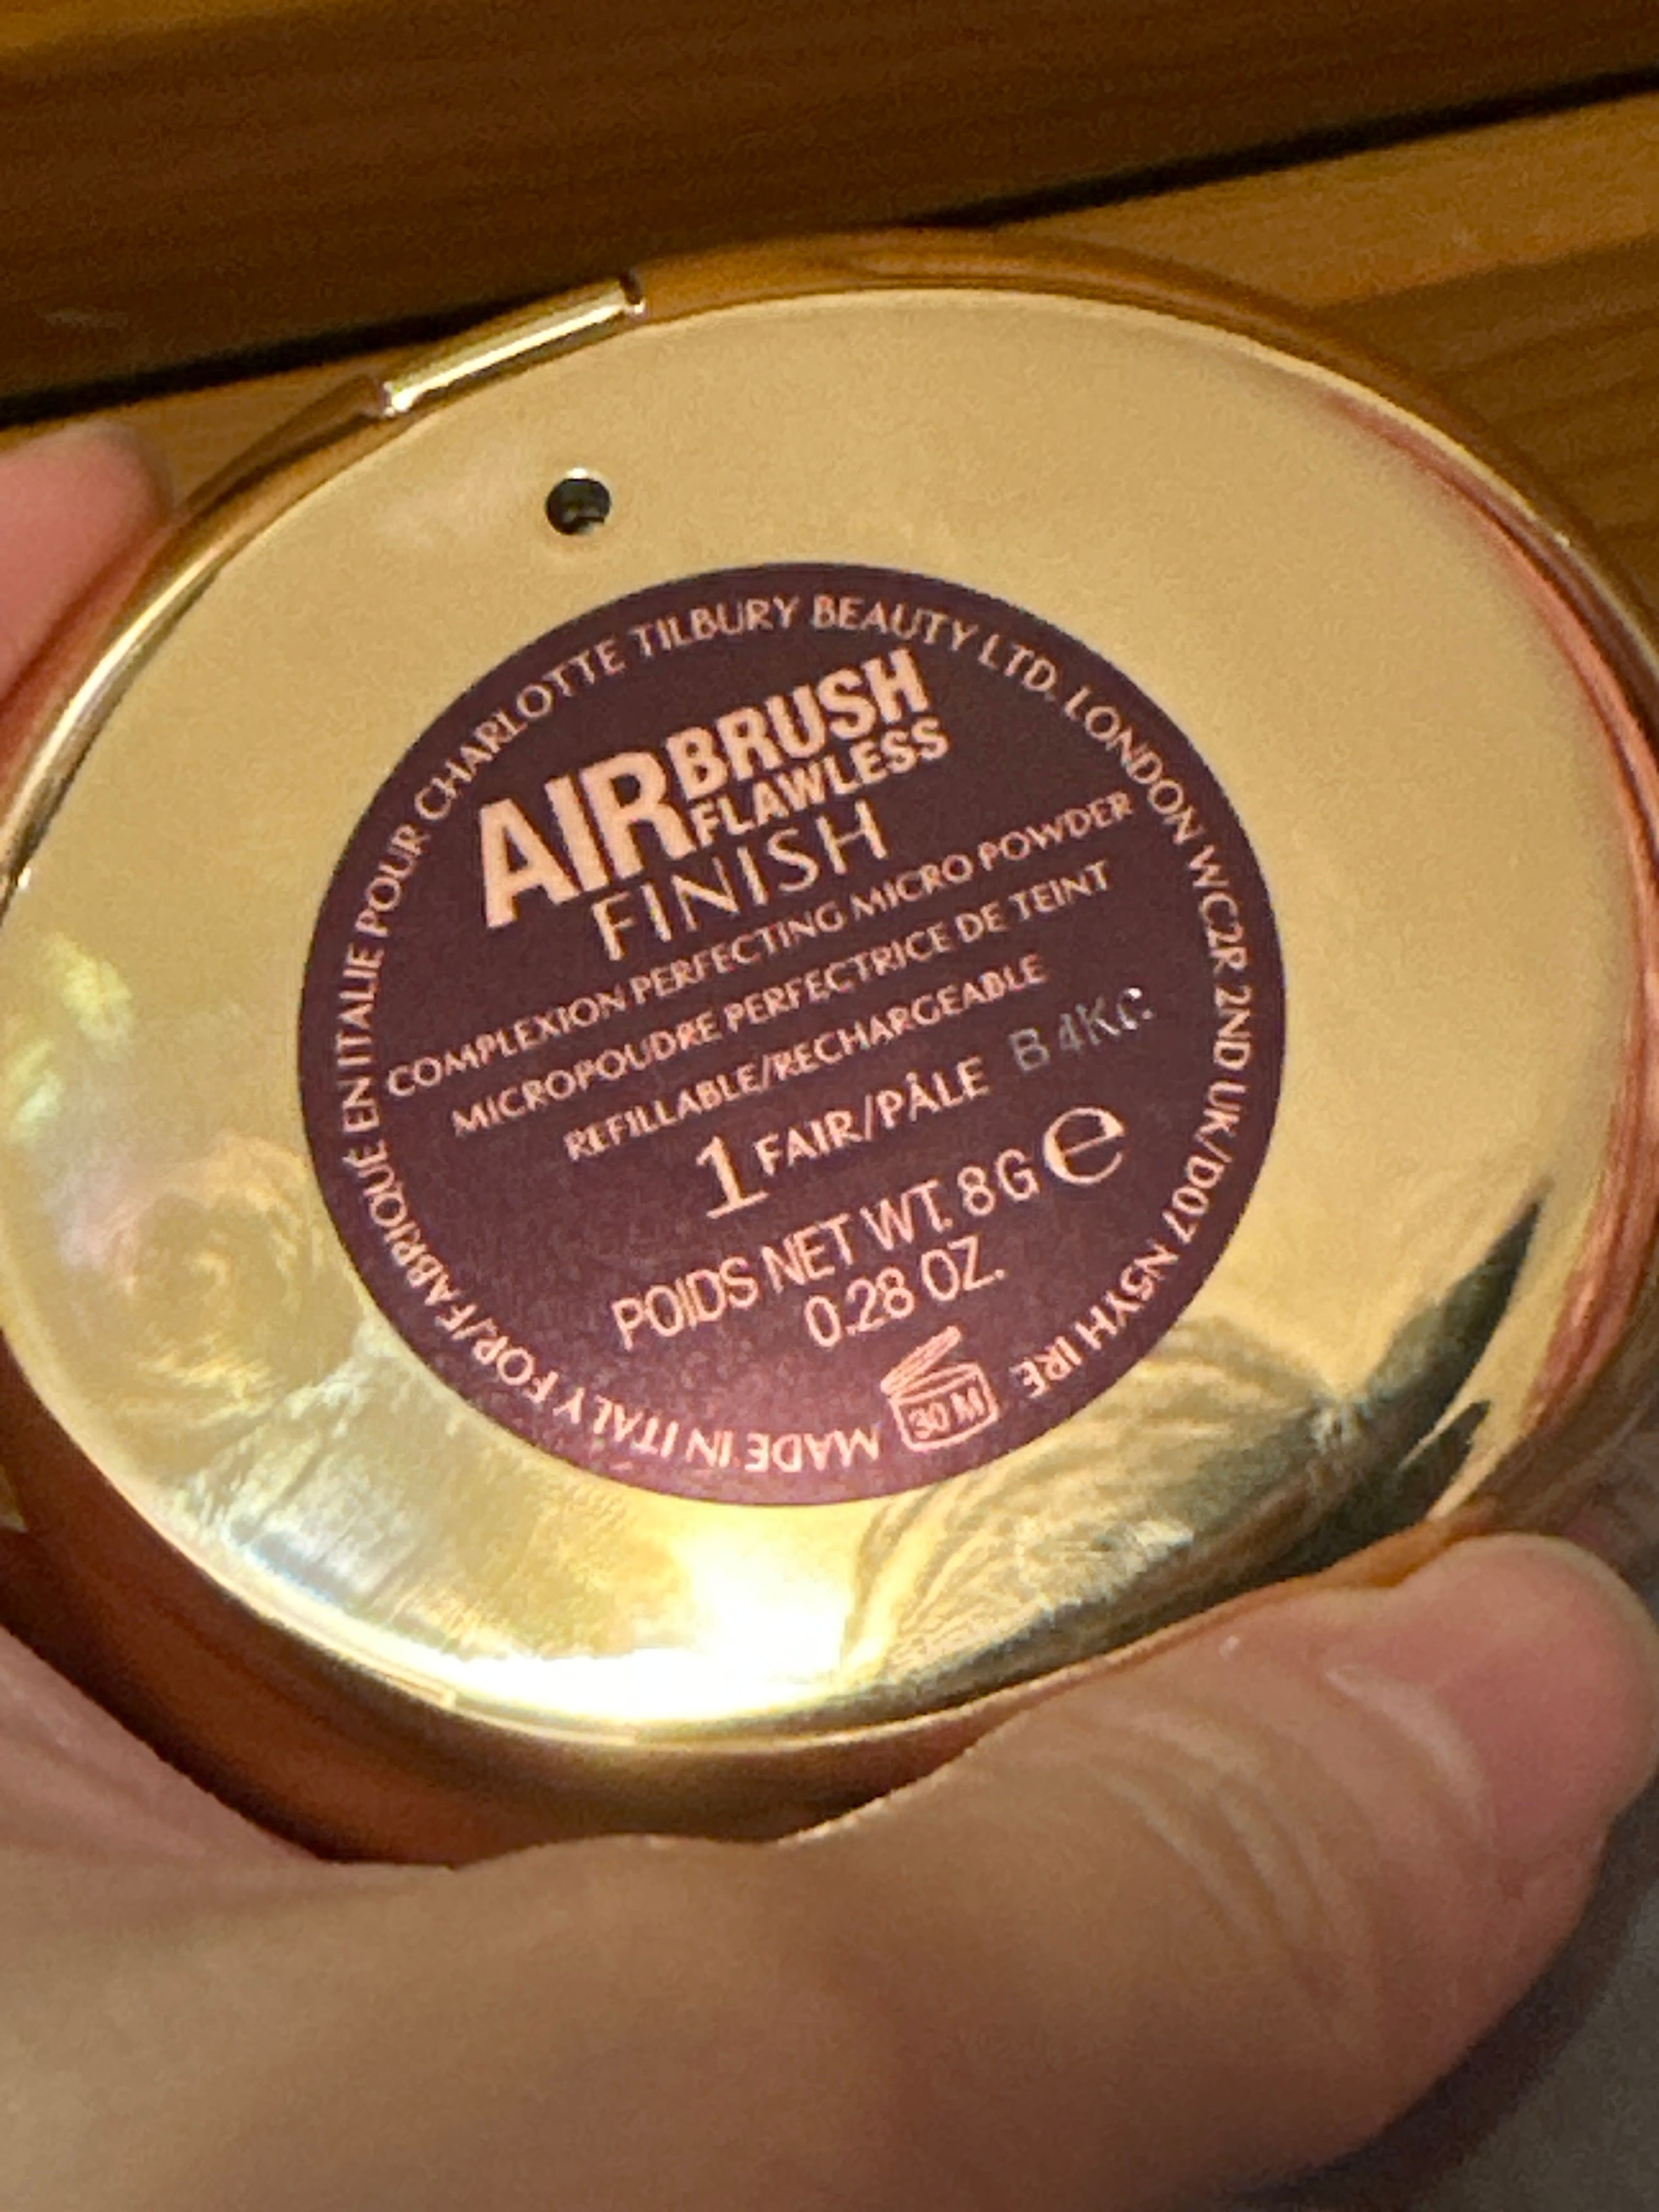 AIRBRUSH
FLAWLESS
FINISH
COMPLEXION PERFECTING MICRO POWDER
MICROPOUDRE PERFECTRICE DE TEINT
REFILLABLE/RECHARGEABLE
1 FAIR/PÂLE
POIDS NET WT. 8G e
0.28 OZ.
30 M
MADE IN ITALY FOR/FABRIQUÉ EN ITALIE POUR CHARLOTTE TILBURY BEAUTY LTD. LONDON WC2R 2ND UK/D07 N5YH IRE